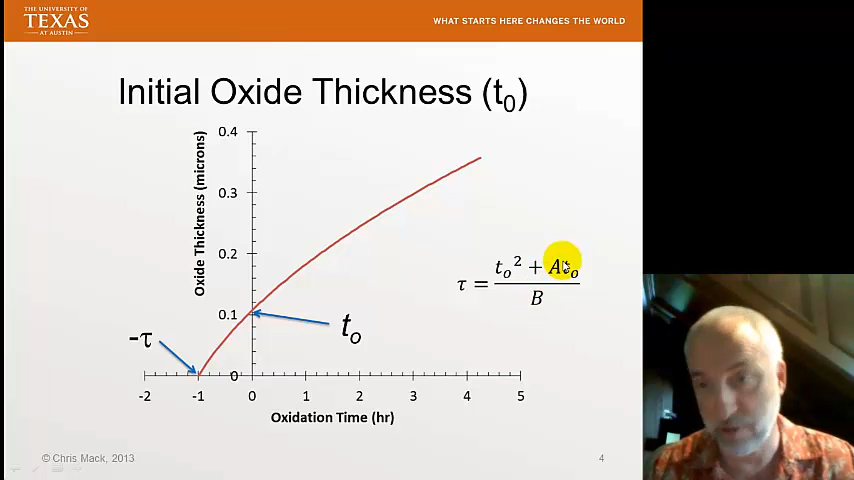 THE UNIVERSITY OF
TEXAS
AT AUSTIN
WHAT STARTS HERE CHANGES THE WORLD
Initial Oxide Thickness (t₀)
Oxide Thickness (microns)
0.4
0.3
0.2
0.1
0
-2 -1 0 1 2 3 4 5
Oxidation Time (hr)
-τ
tₒ
τ = (tₒ² + Atₒ) / B
© Chris Mack, 2013
4